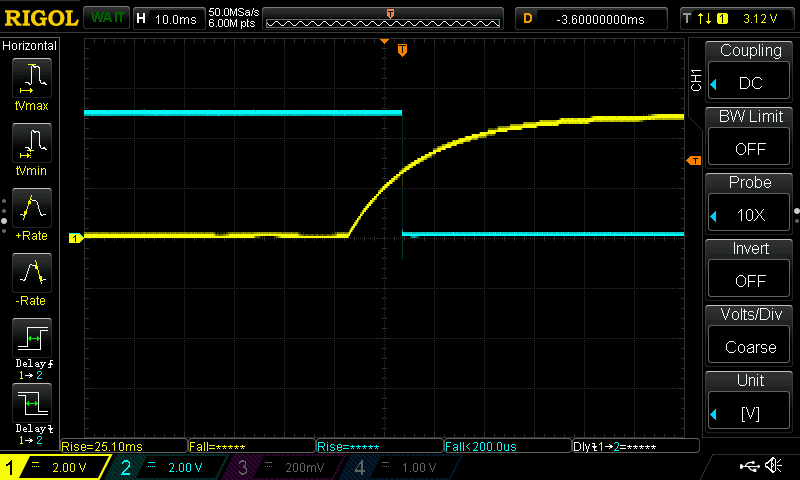 RIGOL WAIT H 10.0ms 50.0MSa/s 6.00M pts T D -3.60000000ms T 1 3.12 V
Horizontal
tVmax
tVmin
+Rate
-Rate
Delay
1→2
Delay
1→2
T
T
1
CH1
Coupling
DC
BW Limit
OFF
Probe
10X
Invert
OFF
Volts/Div
Coarse
Unit
[V]
Rise=25.10ms Fall=***** Rise=***** Fall<200.0us Dly 1→2=*****
1 = 2.00 V 2 = 2.00 V 3 = 200mV 4 = 1.00 V